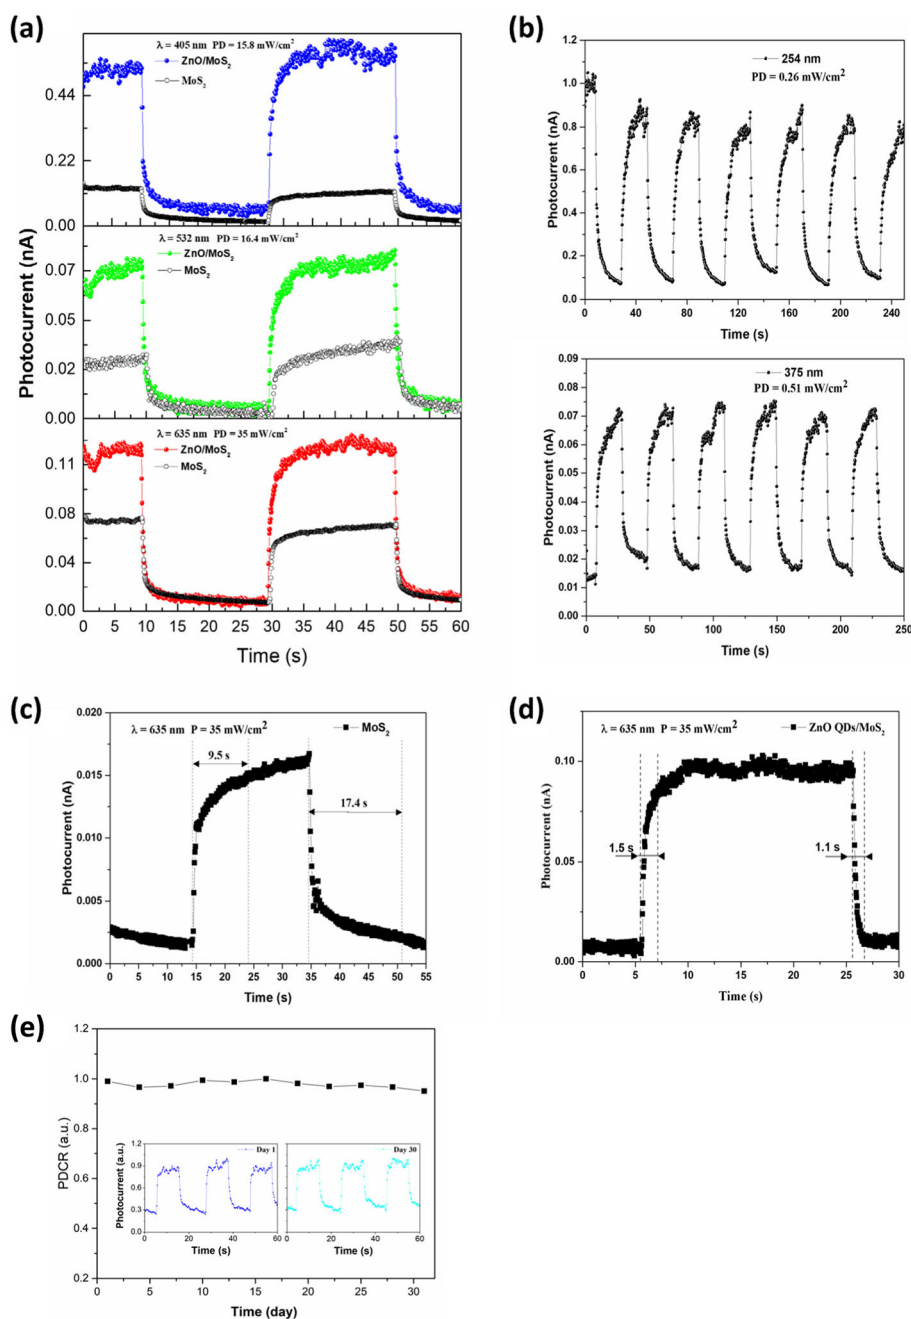 (a)
λ = 405 nm PD = 15.8 mW/cm²
ZnO/MoS₂
MoS₂
0.44
0.22
0.00
λ = 532 nm PD = 16.4 mW/cm²
ZnO/MoS₂
MoS₂
0.07
0.05
0.02
0.00
λ = 635 nm PD = 35 mW/cm²
ZnO/MoS₂
MoS₂
0.11
0.08
0.04
0.00
0 5 10 15 20 25 30 35 40 45 50 55 60
Photocurrent (nA)
Time (s)
(b)
254 nm
PD = 0.26 mW/cm²
1.2
1.0
0.8
0.6
0.4
0.2
0.0
0 40 80 120 160 200 240
Photocurrent (nA)
Time (s)
375 nm
PD = 0.51 mW/cm²
0.09
0.08
0.07
0.06
0.05
0.04
0.03
0.02
0.01
0.00
0 50 100 150 200 250
Photocurrent (nA)
Time (s)
(c)
λ = 635 nm P = 35 mW/cm²
MoS₂
9.5 s
17.4 s
0.020
0.015
0.010
0.005
0.000
0 5 10 15 20 25 30 35 40 45 50 55
Photocurrent (nA)
Time (s)
(d)
λ = 635 nm P = 35 mW/cm²
ZnO QDs/MoS₂
1.5 s
1.1 s
0.10
0.05
0.00
0 5 10 15 20 25 30
Photocurrent (nA)
Time (s)
(e)
1.2
1.0
0.8
0.6
0.4
0.2
0 5 10 15 20 25 30
PDCR (a.u.)
Time (day)
Day 1
Day 30
1.2
0.9
0.6
0.3
0.0
0 20 40 60
0 20 40 60
Photocurrent (a.u.)
Time (s)
Time (s)